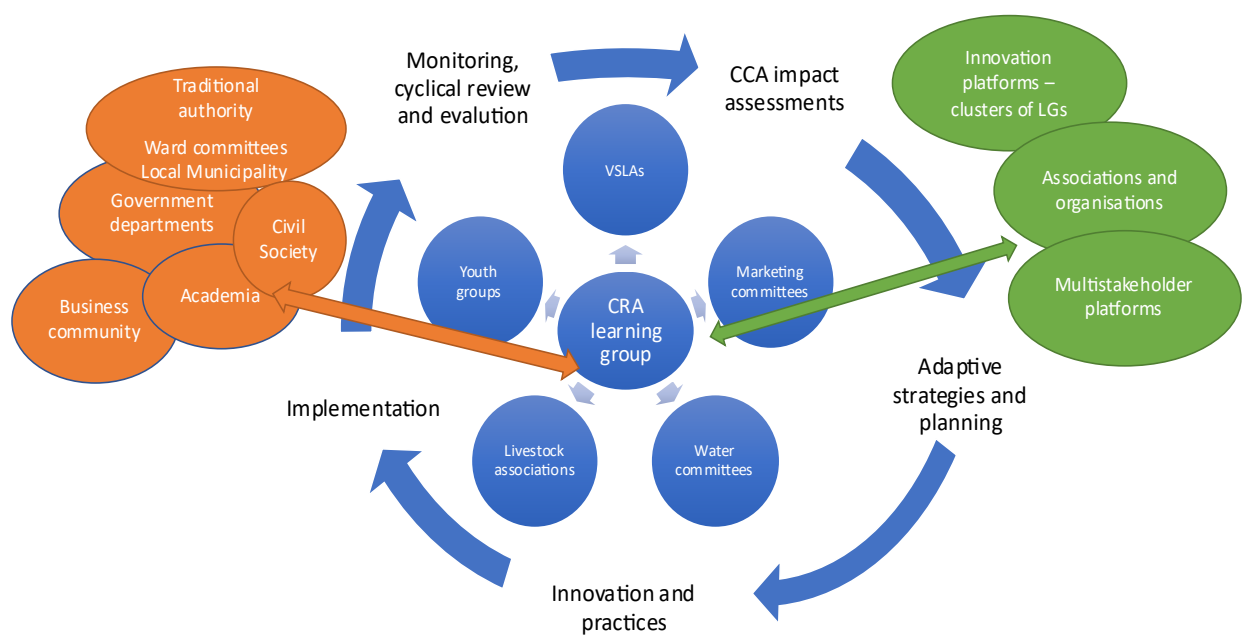 Monitoring,
cyclical review
and evalution
CCA impact
assessments
Innovation
platforms –
clusters of LGs
Traditional
authority
Ward committees
Local Municipality
VSLAs
Associations and
organisations
Government
departments
Civil
Society
Youth
groups
Marketing
committees
Multistakeholder
platforms
Business
community
Academia
CRA
learning
group
Adaptive
strategies and
planning
Implementation
Livestock
associations
Water
committees
Innovation and
practices